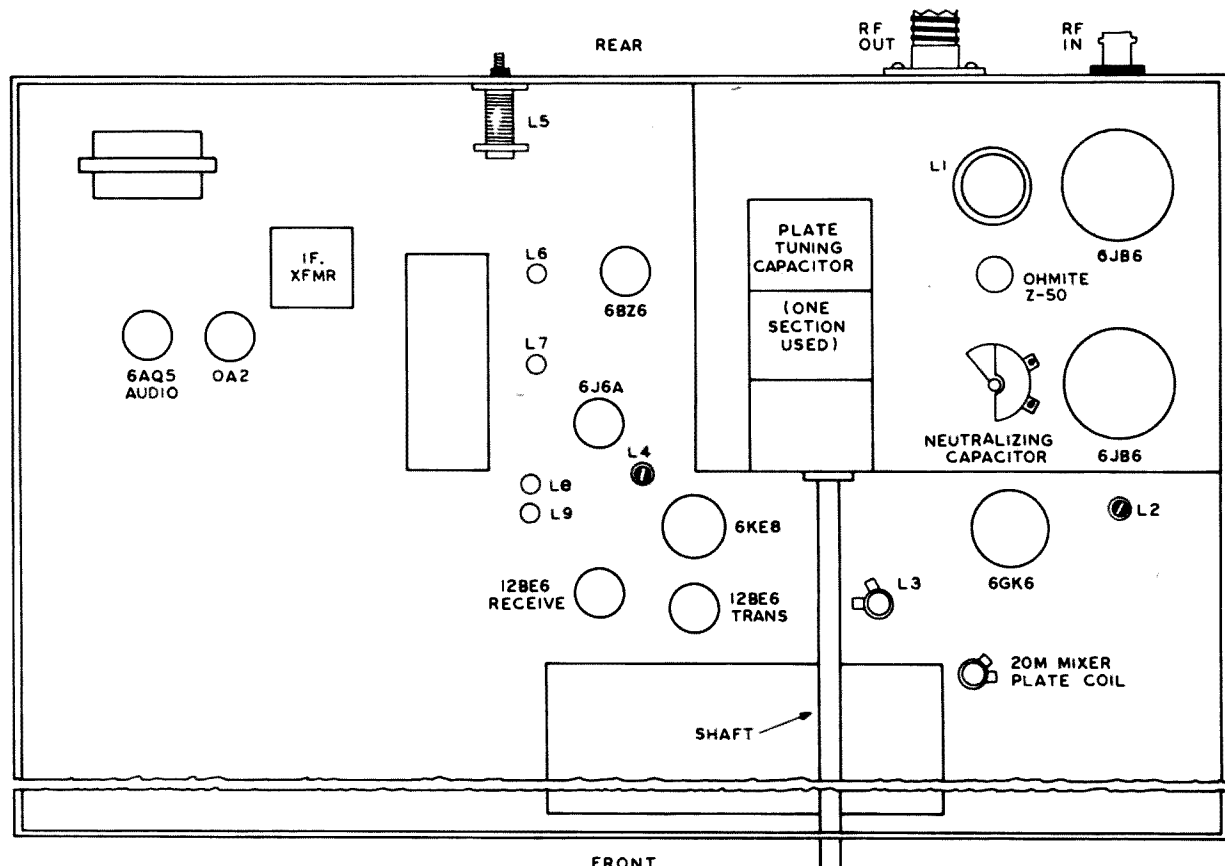 REAR
RF
OUT
RF
IN
L5
L1
6JB6
PLATE
TUNING
CAPACITOR
(ONE
SECTION
USED)
OHMITE
Z-50
IF.
XFMR
L6
6BZ6
L7
6AQ5
AUDIO
OA2
6J6A
L4
NEUTRALIZING
CAPACITOR
6JB6
L8
L9
6KE8
L2
6GK6
12BE6
RECEIVE
12BE6
TRANS
L3
20M MIXER
PLATE COIL
SHAFT
FRONT